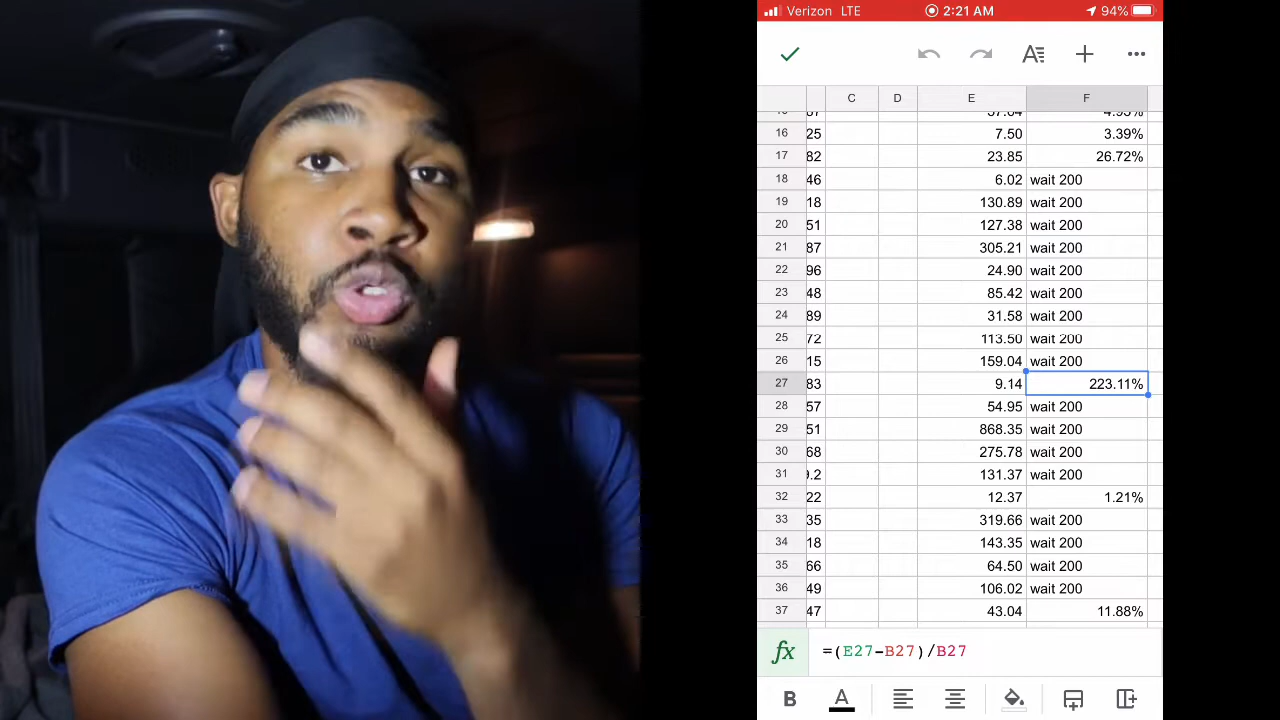 Verizon LTE 2:21 AM 94%
C D E F
16 25 7.50 3.39%
17 82 23.85 26.72%
18 46 6.02 wait 200
19 18 130.89 wait 200
20 51 127.38 wait 200
21 87 305.21 wait 200
22 96 24.90 wait 200
23 48 85.42 wait 200
24 89 31.58 wait 200
25 72 113.50 wait 200
26 15 159.04 wait 200
27 83 9.14 223.11%
28 57 54.95 wait 200
29 51 868.35 wait 200
30 68 275.78 wait 200
31 .2 131.37 wait 200
32 22 12.37 1.21%
33 35 319.66 wait 200
34 18 143.35 wait 200
35 66 64.50 wait 200
36 49 106.02 wait 200
37 47 43.04 11.88%
fx =(E27-B27)/B27
B A